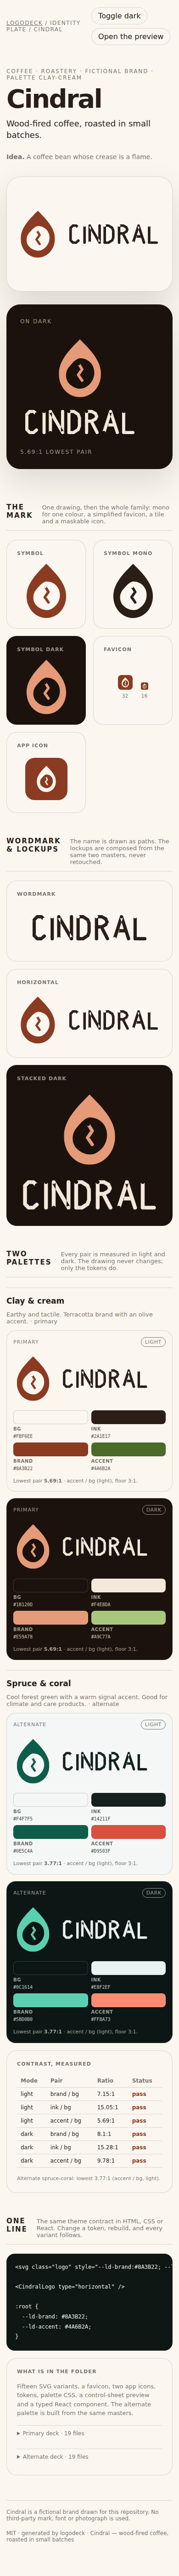 LOGODECK / IDENTITY
PLATE / CINDRAL
Toggle dark
Open the preview
COFFEE · ROASTERY · FICTIONAL BRAND ·
PALETTE CLAY-CREAM
Cindral
Wood-fired coffee, roasted in small
batches.
Idea. A coffee bean whose crease is a flame.
CINDRAL
ON DARK
CINDRAL
5.69:1 LOWEST PAIR
THE
MARK
One drawing, then the whole family: mono
for one colour, a simplified favicon, a tile
and a maskable icon.
SYMBOL
SYMBOL MONO
SYMBOL DARK
FAVICON
32
16
APP ICON
WORDMARK
& LOCKUPS
The name is drawn as paths. The
lockups are composed from the
same two masters, never
retouched.
WORDMARK
CINDRAL
HORIZONTAL
CINDRAL
STACKED DARK
CINDRAL
TWO
PALETTES
Every pair is measured in light and
dark. The drawing never changes;
only the tokens do.
Clay & cream
Earthy and tactile. Terracotta brand with an olive
accent. · primary
PRIMARY
LIGHT
CINDRAL
BG
#FBF6EE
INK
#2A1E17
BRAND
#8A3B22
ACCENT
#4A6B2A
Lowest pair 5.69:1 · accent / bg (light), floor 3:1.
PRIMARY
DARK
CINDRAL
BG
#1B120D
INK
#F4E8DA
BRAND
#E59A78
ACCENT
#A9C77A
Lowest pair 5.69:1 · accent / bg (light), floor 3:1.
Spruce & coral
Cool forest green with a warm signal accent. Good for
climate and care products. · alternate
ALTERNATE
LIGHT
CINDRAL
BG
#F4F7F5
INK
#14211F
BRAND
#0E5C4A
ACCENT
#D9503F
Lowest pair 3.77:1 · accent / bg (light), floor 3:1.
ALTERNATE
DARK
CINDRAL
BG
#0C1614
INK
#E8F2EF
BRAND
#5BD0B0
ACCENT
#FF8A73
Lowest pair 3.77:1 · accent / bg (light), floor 3:1.
CONTRAST, MEASURED
Mode Pair Ratio Status
light brand / bg 7.15:1 pass
light ink / bg 15.05:1 pass
light accent / bg 5.69:1 pass
dark brand / bg 8.1:1 pass
dark ink / bg 15.28:1 pass
dark accent / bg 9.78:1 pass
Alternate spruce-coral: lowest 3.77:1 (accent / bg, light).
ONE
LINE
The same theme contract in HTML, CSS or
React. Change a token, rebuild, and every
variant follows.
<svg class="logo" style="--ld-brand:#8A3B22; --
<CindralLogo type="horizontal" />
:root {
--ld-brand: #8A3B22;
--ld-accent: #4A6B2A;
}
WHAT IS IN THE FOLDER
Fifteen SVG variants, a favicon, two app icons,
tokens, palette CSS, a control-sheet preview
and a typed React component. The alternate
palette is built from the same masters.
▸ Primary deck · 19 files
▸ Alternate deck · 19 files
Cindral is a fictional brand drawn for this repository. No
third-party mark, font or photograph is used.
MIT · generated by logodeck · Cindral — wood-fired coffee,
roasted in small batches